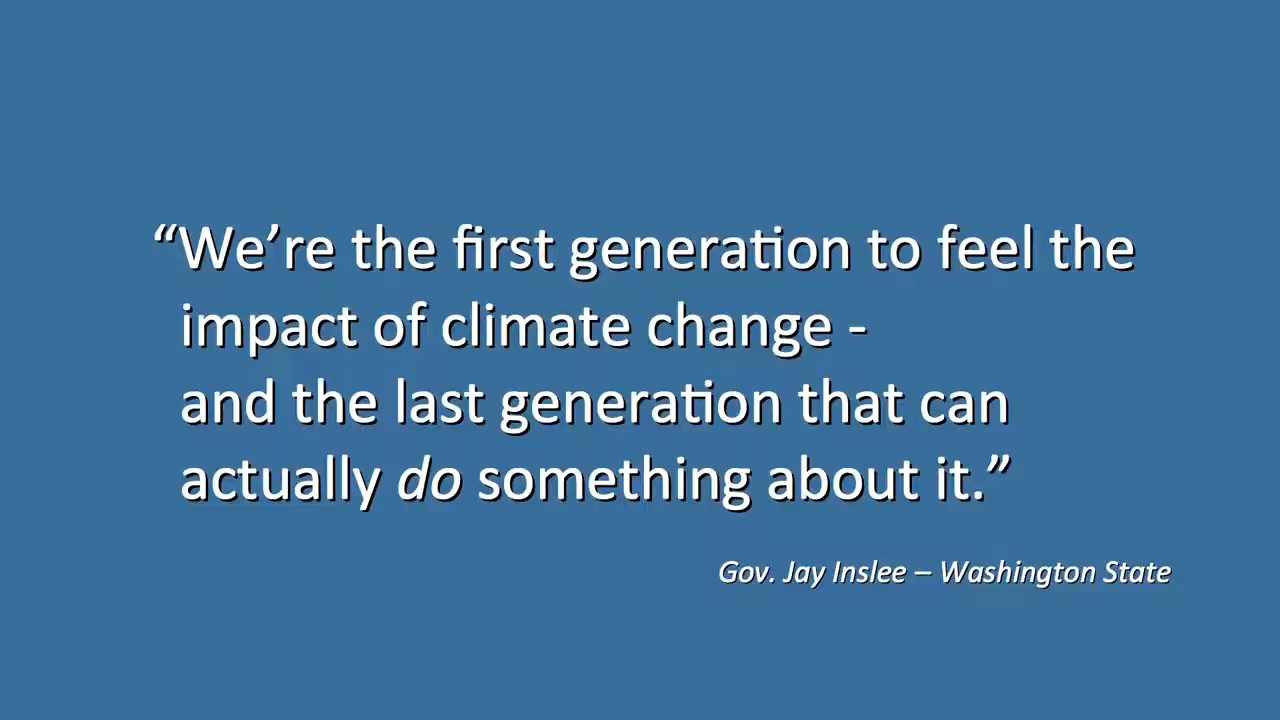 “We’re the first generation to feel the
impact of climate change -
and the last generation that can
actually do something about it.”
Gov. Jay Inslee – Washington State